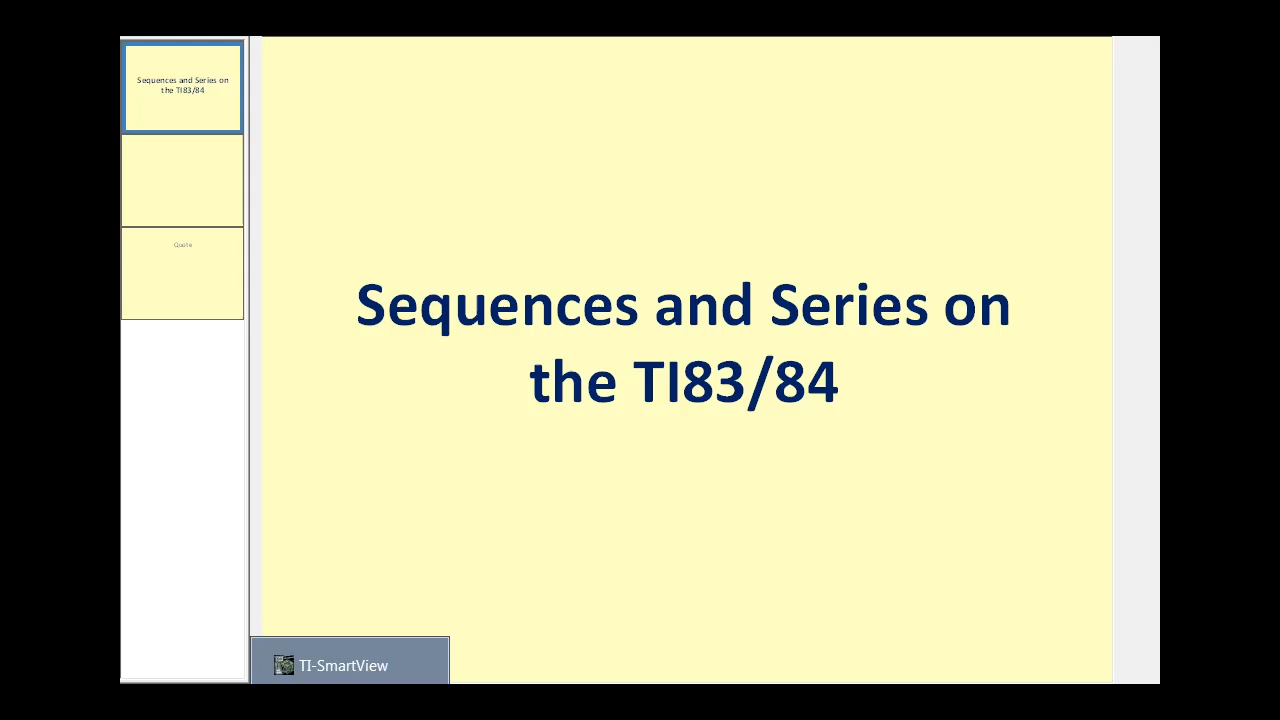 Sequences and Series on
the TI83/84
Quote
Sequences and Series on
the TI83/84
TI-SmartView